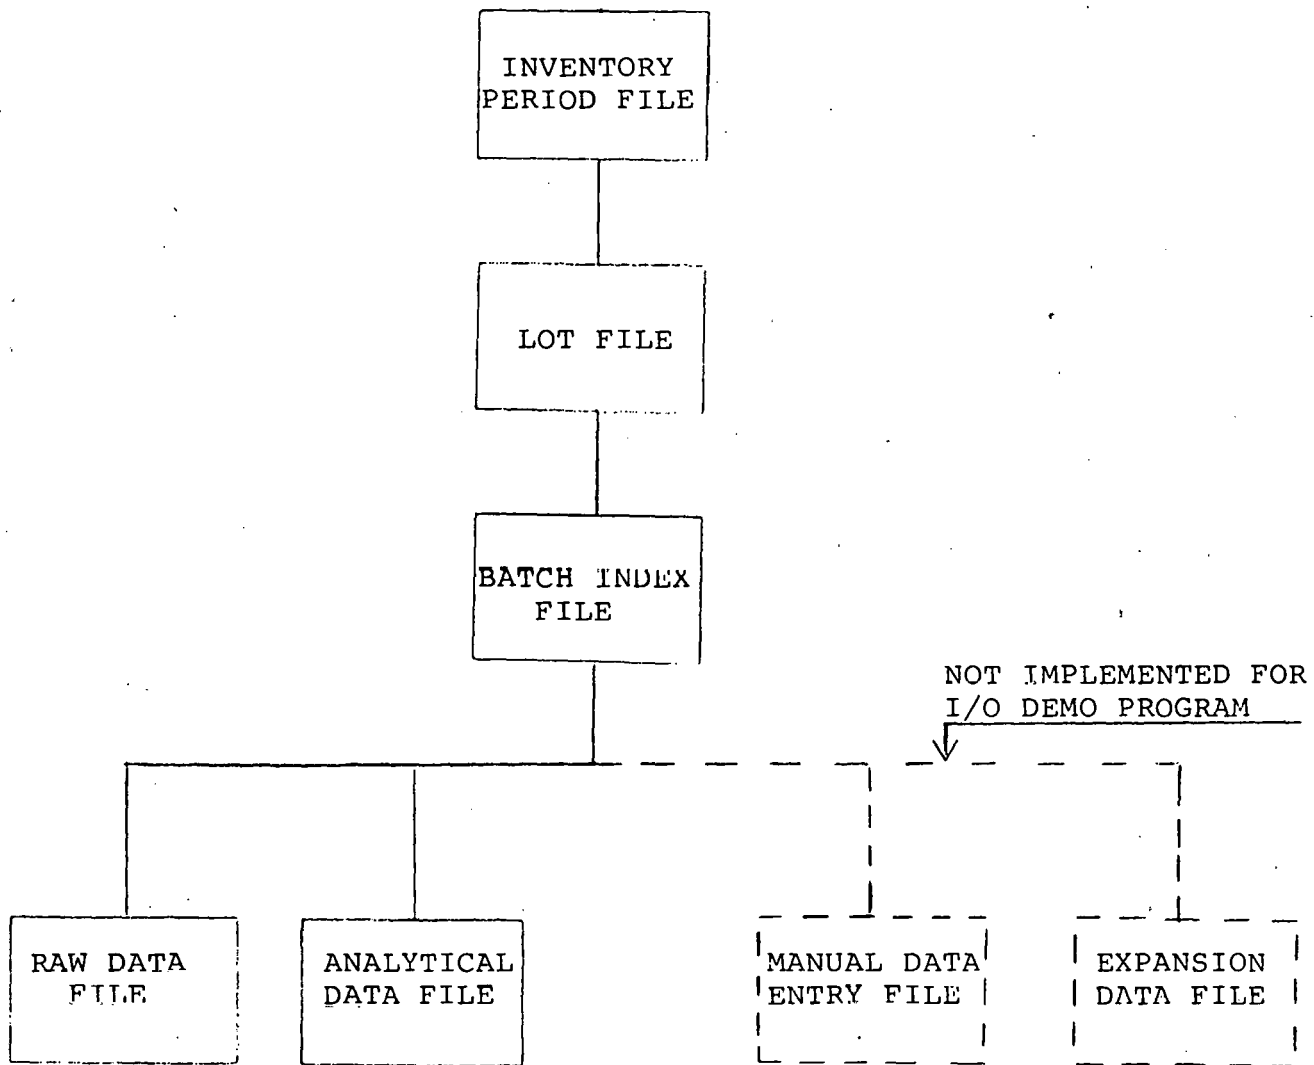 INVENTORY
PERIOD FILE
LOT FILE
BATCH INDEX
FILE
NOT IMPLEMENTED FOR
I/O DEMO PROGRAM
RAW DATA
FILE
ANALYTICAL
DATA FILE
MANUAL DATA
ENTRY FILE
EXPANSION
DATA FILE